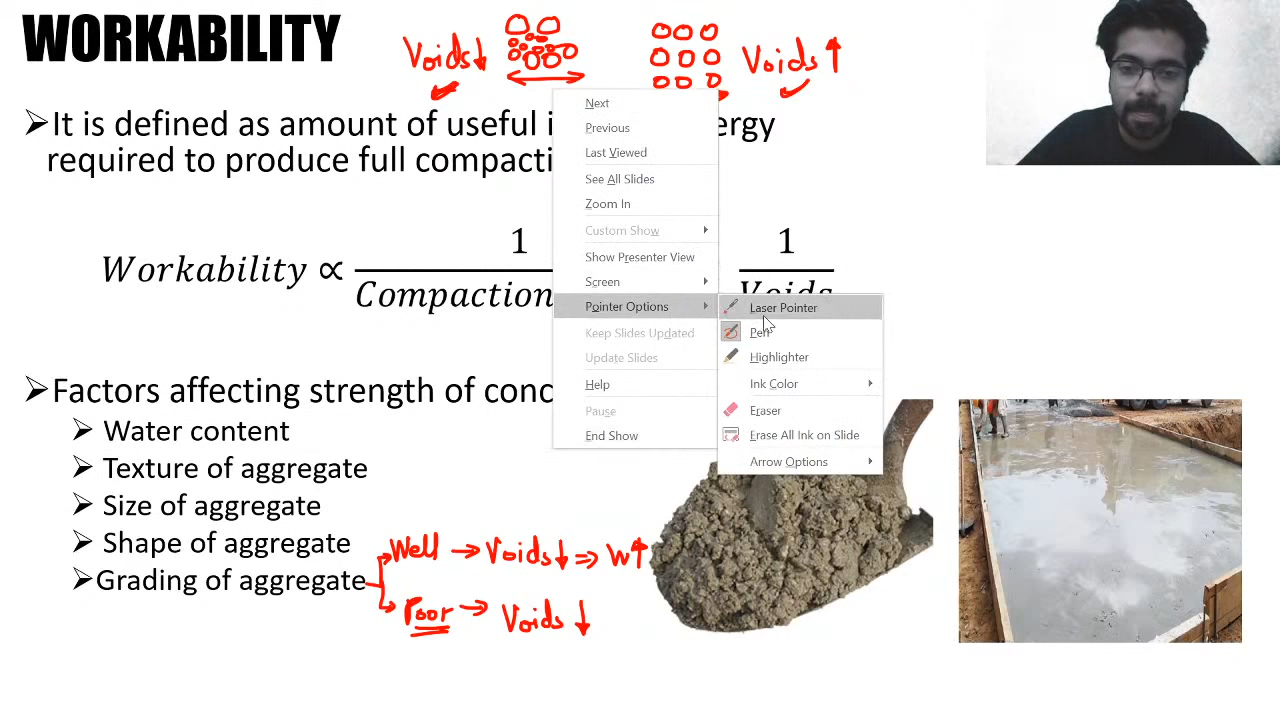 WORKABILITY
Voids↓
Voids↑
➤It is defined as amount of useful i ergy
required to produce full compacti
Workability ∝ 1/Compaction 1/Voids
➤Factors affecting strength of conc
➤ Water content
➤ Texture of aggregate
➤ Size of aggregate
➤ Shape of aggregate
➤Grading of aggregate
Well → Voids↓ ⇒ W↑
Poor → Voids ↓
Next
Previous
Last Viewed
See All Slides
Zoom In
Custom Show
Show Presenter View
Screen
Pointer Options
Keep Slides Updated
Update Slides
Help
Pause
End Show
Laser Pointer
Pen
Highlighter
Ink Color
Eraser
Erase All Ink on Slide
Arrow Options